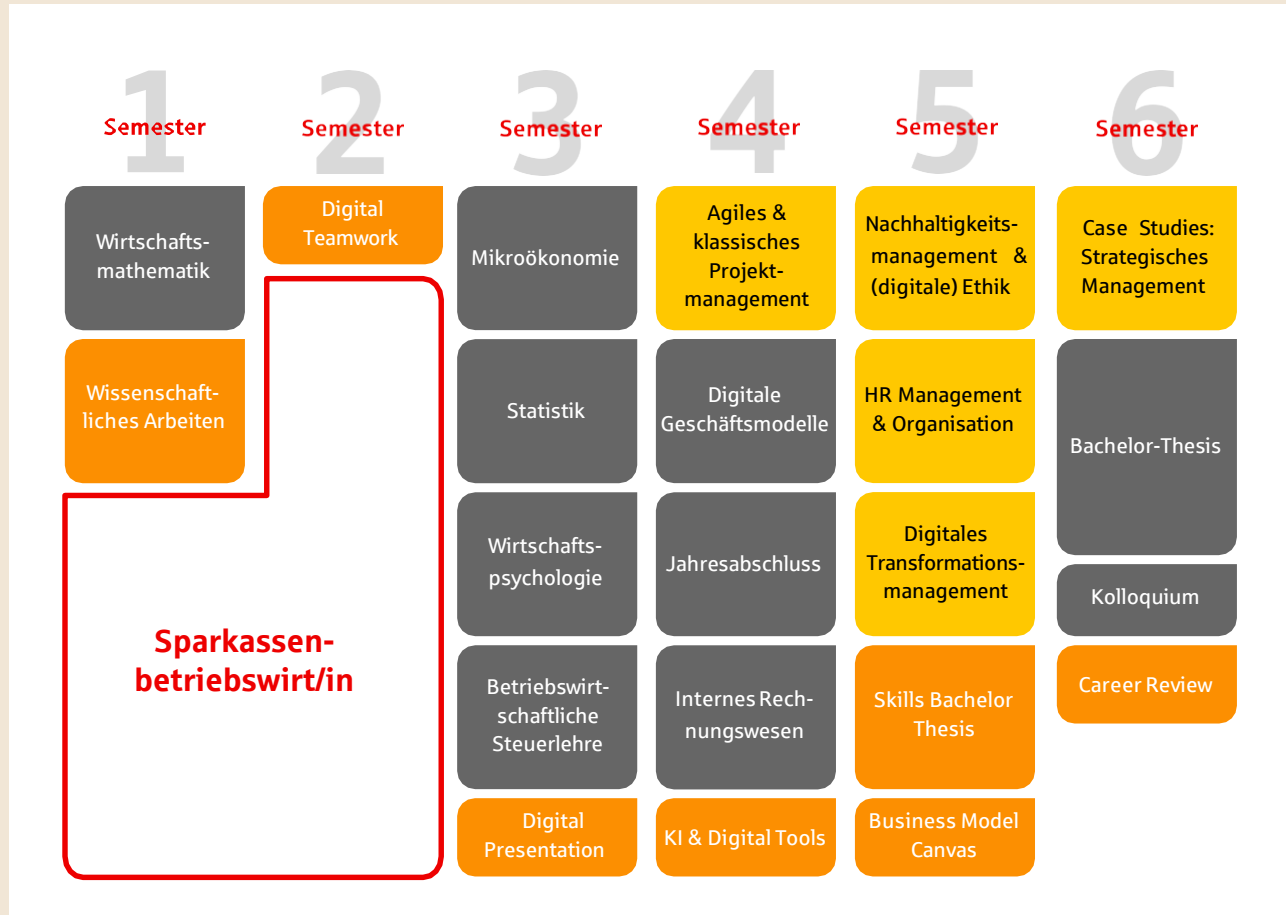 1
Semester
2
Semester
3
Semester
4
Semester
5
Semester
6
Semester
Wirtschafts-
mathematik
Wissenschaft-
liches Arbeiten
Digital
Teamwork
Sparkassen-
betriebswirt/in
Mikroökonomie
Statistik
Wirtschafts-
psychologie
Betriebswirt-
schaftliche
Steuerlehre
Digital
Presentation
Agiles &
klassisches
Projekt-
management
Digitale
Geschäftsmodelle
Jahresabschluss
Internes Rech-
nungswesen
KI & Digital Tools
Nachhaltigkeits-
management &
(digitale) Ethik
HR Management
& Organisation
Digitales
Transformations-
management
Skills Bachelor
Thesis
Business Model
Canvas
Case Studies:
Strategisches
Management
Bachelor-Thesis
Kolloquium
Career Review